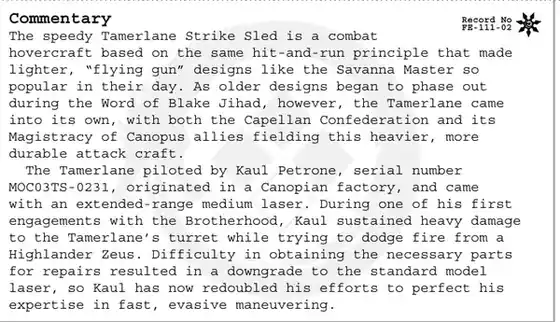 Commentary
Record No
FE-111-02
The speedy Tamerlane Strike Sled is a combat
hovercraft based on the same hit-and-run principle that made
lighter, “flying gun” designs like the Savanna Master so
popular in their day. As older designs began to phase out
during the Word of Blake Jihad, however, the Tamerlane came
into its own, with both the Capellan Confederation and its
Magistracy of Canopus allies fielding this heavier, more
durable attack craft.
The Tamerlane piloted by Kaul Petrone, serial number
MOC03TS-0231, originated in a Canopian factory, and came
with an extended-range medium laser. During one of his first
engagements with the Brotherhood, Kaul sustained heavy damage
to the Tamerlane’s turret while trying to dodge fire from a
Highlander Zeus. Difficulty in obtaining the necessary parts
for repairs resulted in a downgrade to the standard model
laser, so Kaul has now redoubled his efforts to perfect his
expertise in fast, evasive maneuvering.